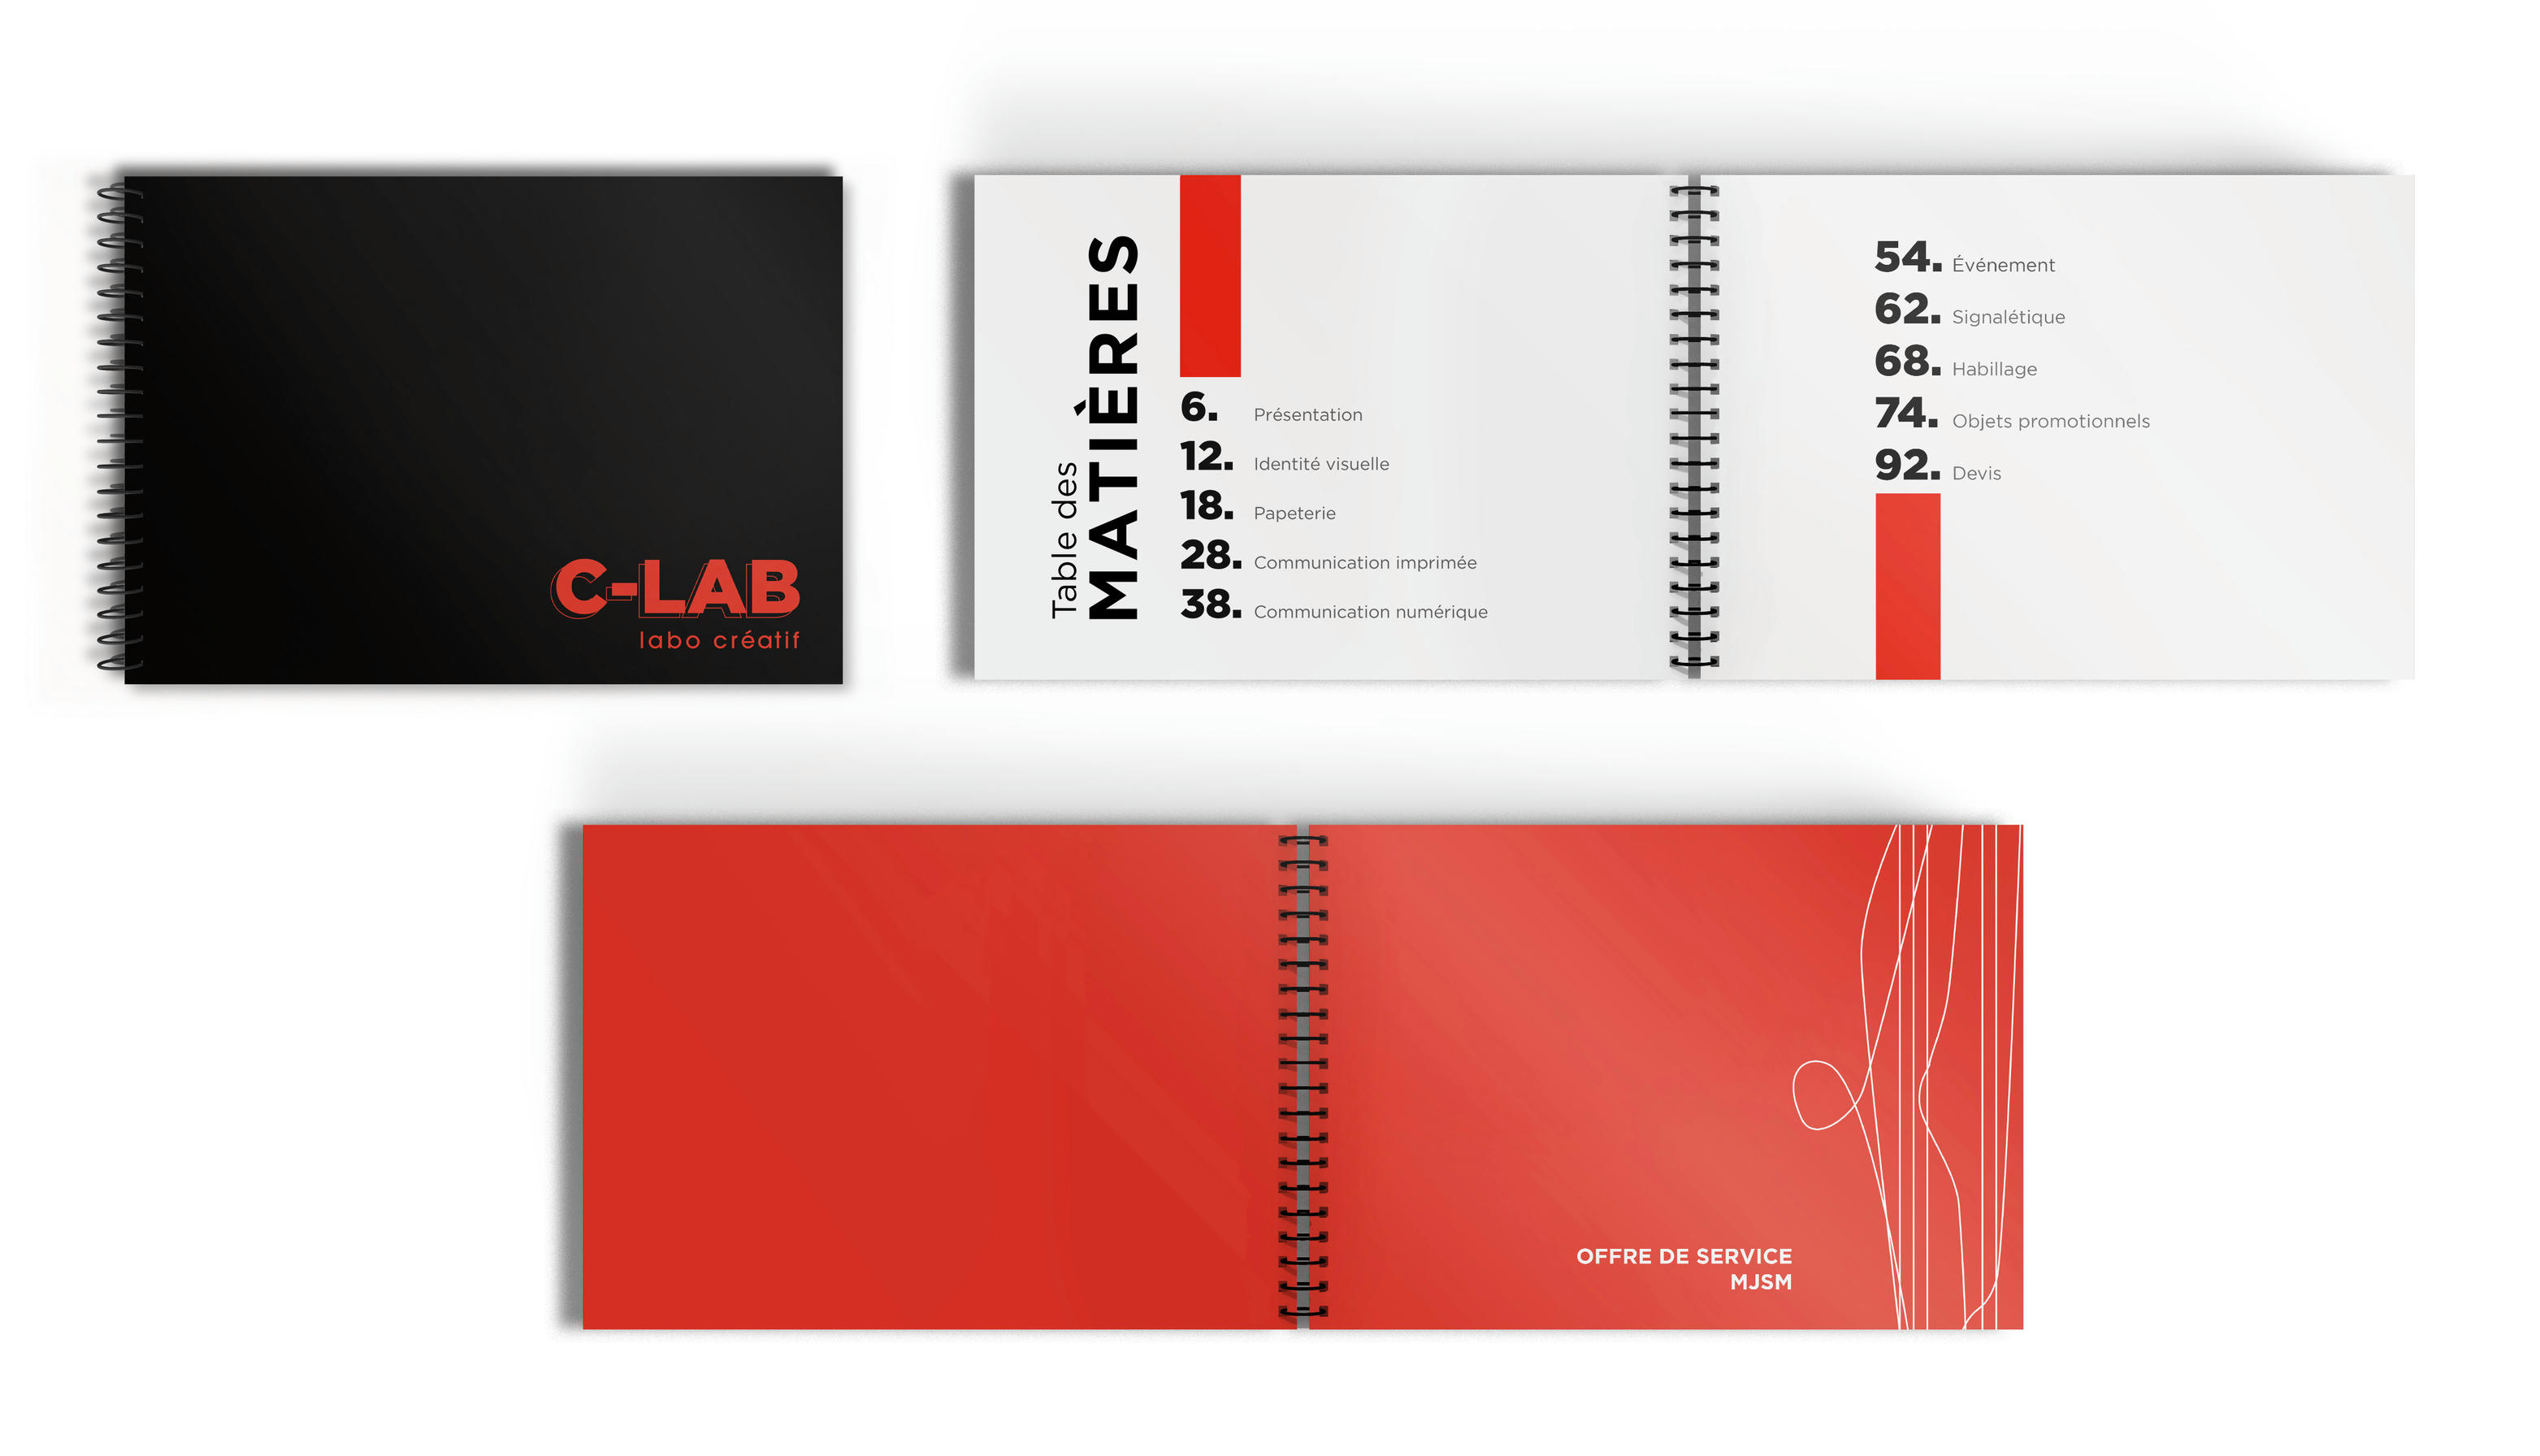 C-LAB
labo créatif
Table des
MATIÈRES
6. Présentation
12. Identité visuelle
18. Papeterie
28. Communication imprimée
38. Communication numérique
54. Événement
62. Signalétique
68. Habillage
74. Objets promotionnels
92. Devis
OFFRE DE SERVICE
MJSM